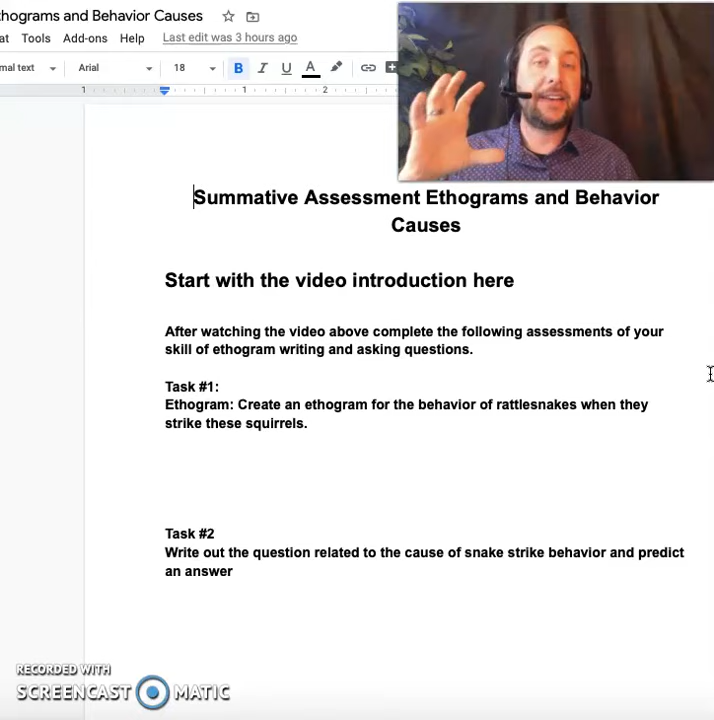 thograms and Behavior Causes
at Tools Add-ons Help Last edit was 3 hours ago
mal text Arial 18 B I U A
1 1 2
Summative Assessment Ethograms and Behavior
Causes
Start with the video introduction here
After watching the video above complete the following assessments of your
skill of ethogram writing and asking questions.
Task #1:
Ethogram: Create an ethogram for the behavior of rattlesnakes when they
strike these squirrels.
Task #2
Write out the question related to the cause of snake strike behavior and predict
an answer
RECORDED WITH
SCREENCAST MATIC